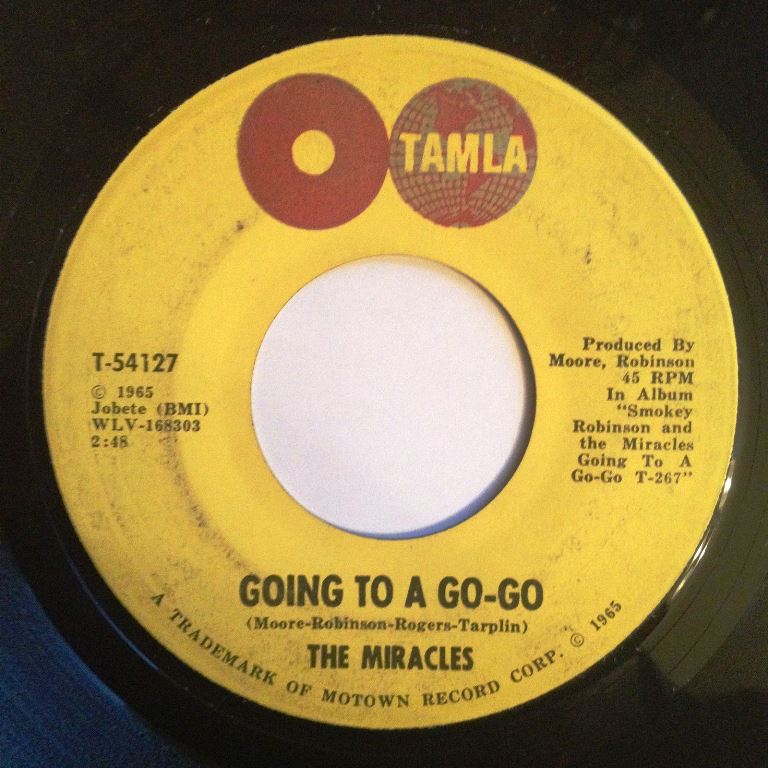 TAMLA
T-54127
© 1965
Jobete (BMI)
WLV-168303
2:48
Produced By
Moore, Robinson
45 RPM
In Album
"Smokey
Robinson and
the Miracles
Going To A
Go-Go T-267"
GOING TO A GO-GO
(Moore-Robinson-Rogers-Tarplin)
THE MIRACLES
A TRADEMARK OF MOTOWN RECORD CORP. © 1965